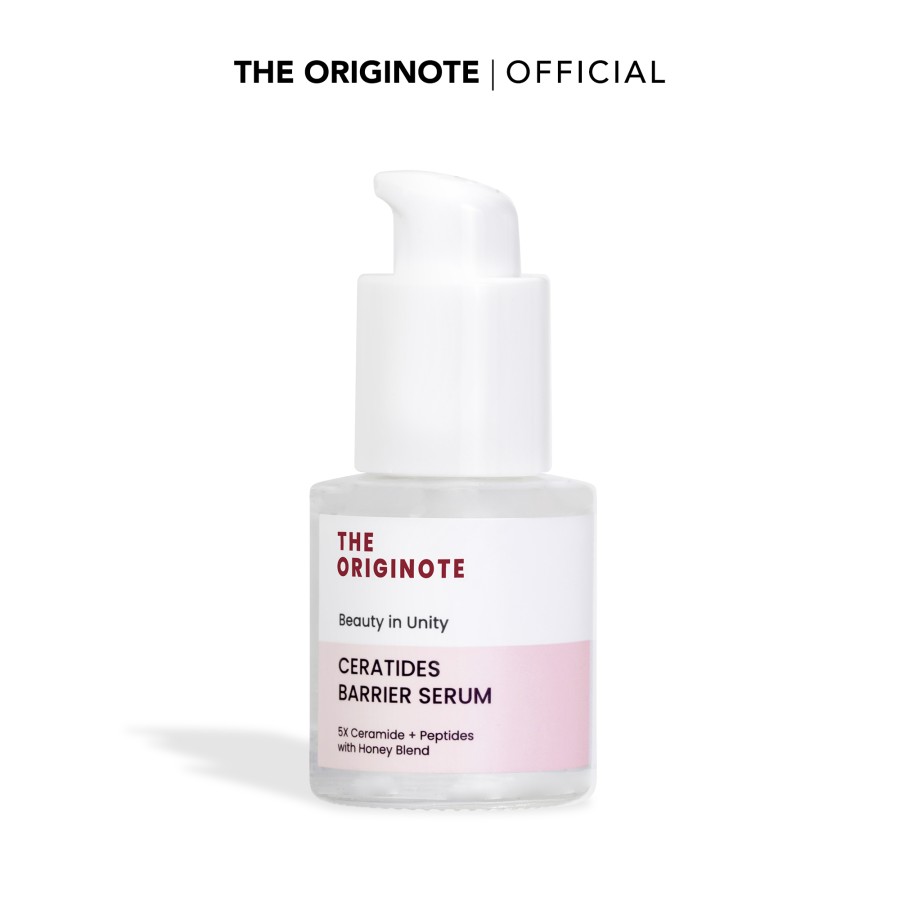 THE ORIGINOTE | OFFICIAL
THE
ORIGINOTE
Beauty in Unity
CERATIDES
BARRIER SERUM
5X Ceramide + Peptides
with Honey Blend